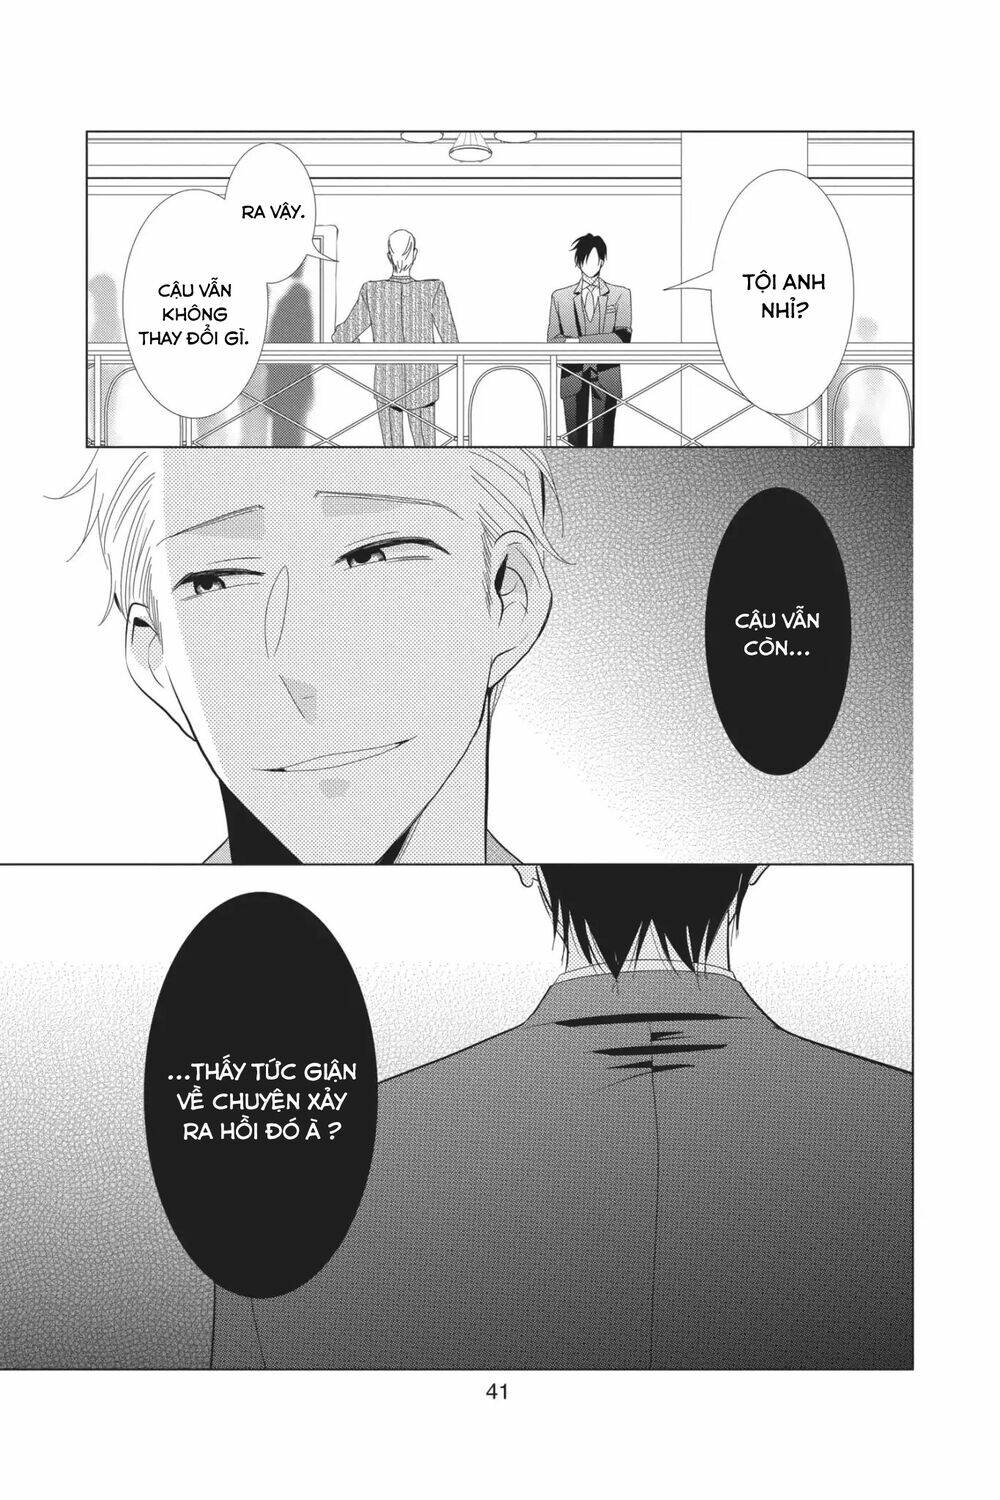 TỘI ANH
NHỈ?
RA VẬY.
CẬU VẪN
KHÔNG
THAY ĐỔI GÌ.
CẬU VẪN
CÒN...
...THẤY TỨC GIẬN
VỀ CHUYỆN XẢY
RA HỒI ĐÓ À ?
41